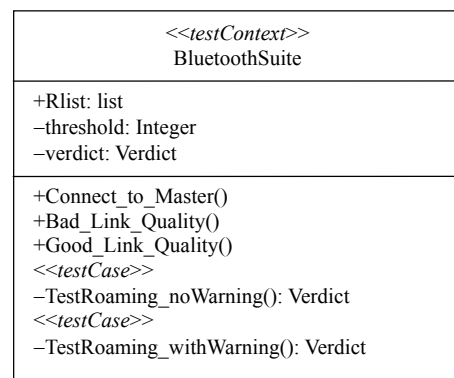 <<testContext>>
BluetoothSuite
+Rlist: list
–threshold: Integer
–verdict: Verdict
+Connect_to_Master()
+Bad_Link_Quality()
+Good_Link_Quality()
<<testCase>>
–TestRoaming_noWarning(): Verdict
<<testCase>>
–TestRoaming_withWarning(): Verdict